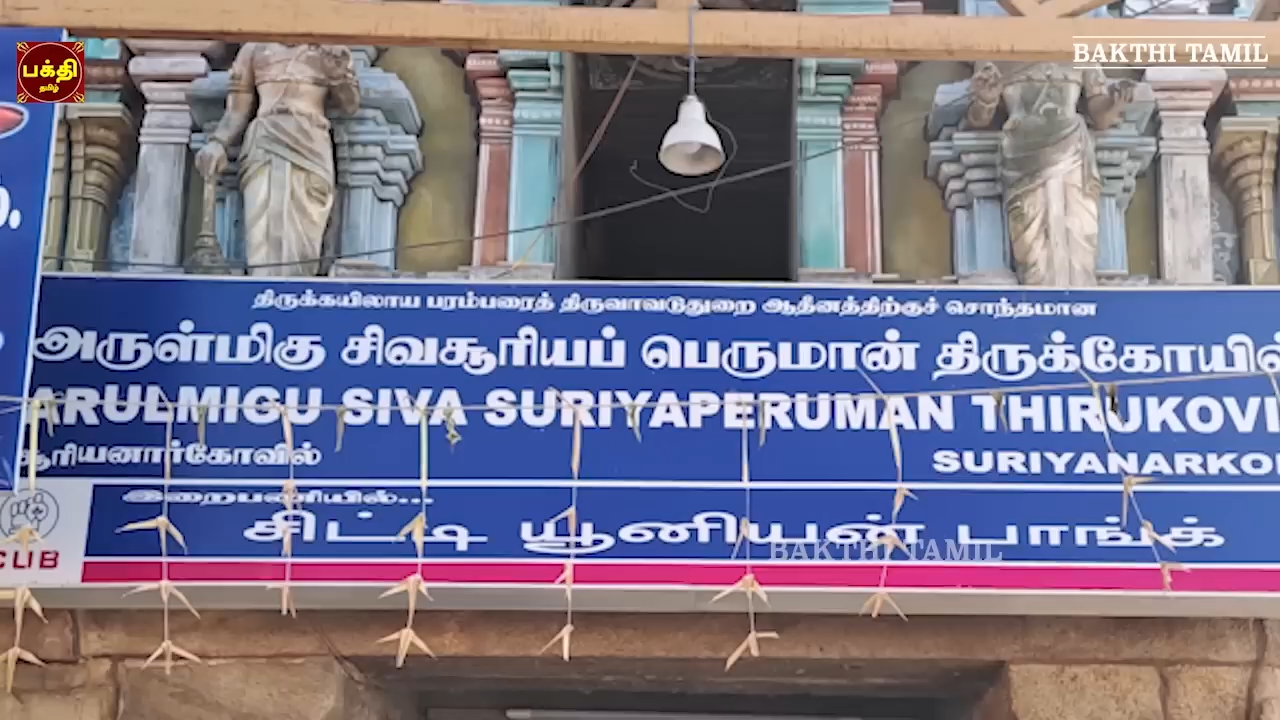 பக்தி
தமிழ்
BAKTHI TAMIL
திருக்கயிலாய பரம்பரைத் திருவாவடுதுறை ஆதீனத்திற்குச் சொந்தமான
அருள்மிகு சிவசூரியப் பெருமான் திருக்கோயில்
ARULMIGU SIVA SURIYAPERUMAN THIRUKOVI
சூரியனார்கோவில்
SURIYANARKO
இறைபணியில்...
சிட்டி யூனியன் பாங்க்
CUB
BAKTHI TAMIL